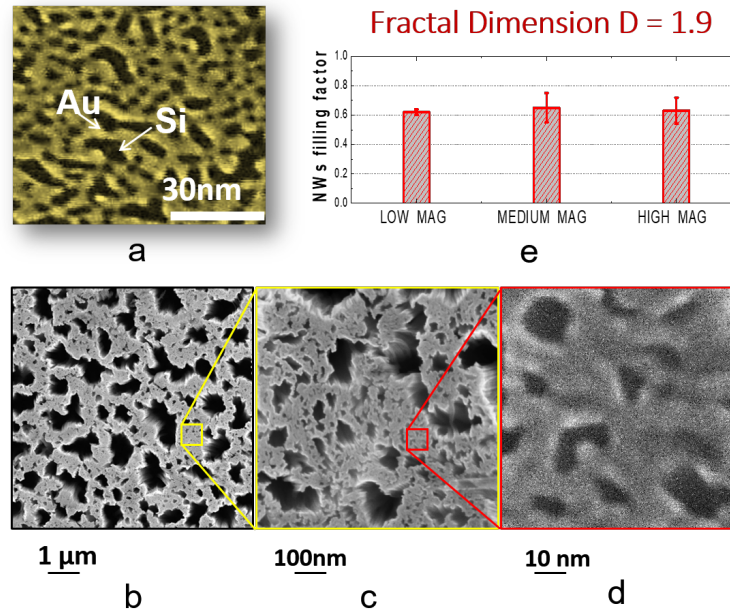 Au
Si
30nm
a
Fractal Dimension D = 1.9
NWs filling factor
1.0
0.8
0.6
0.4
0.2
0.0
LOW MAG
MEDIUM MAG
HIGH MAG
e
1 µm
100nm
10 nm
b
c
d